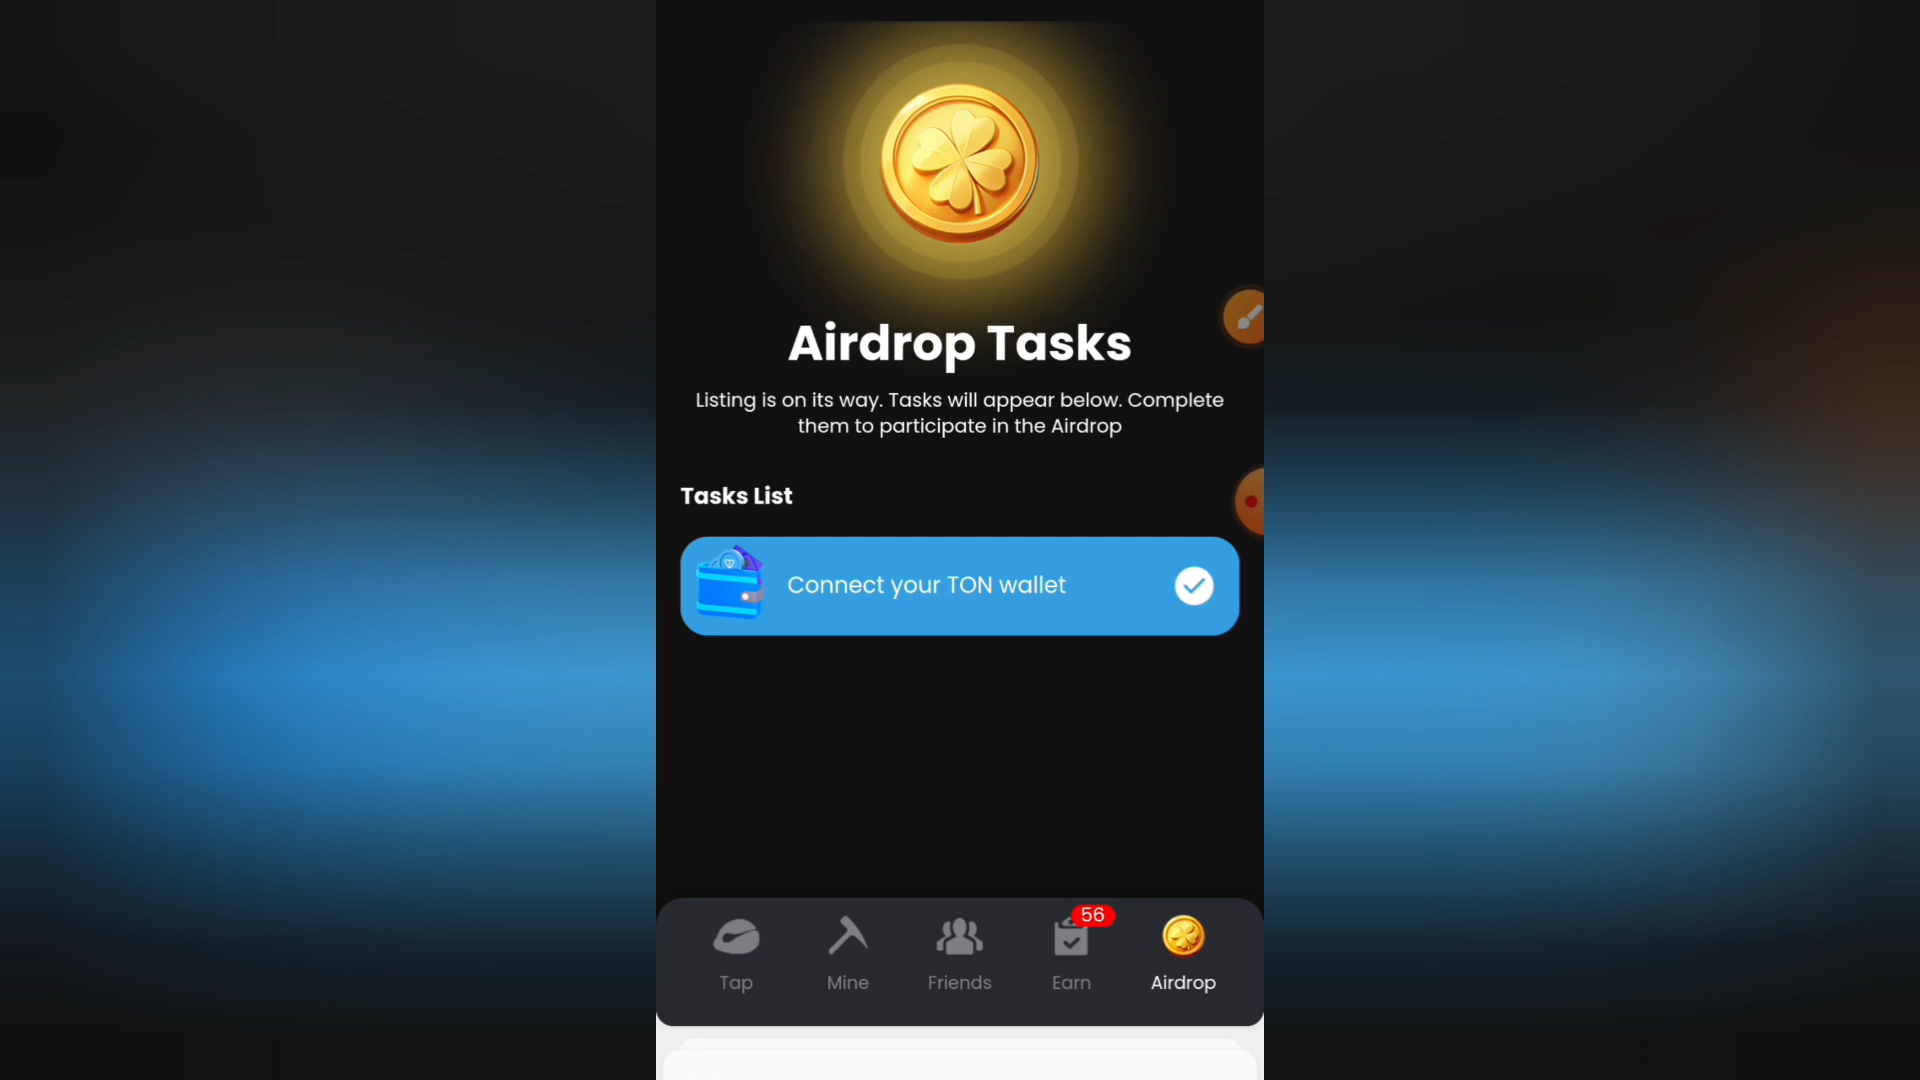 Airdrop Tasks
Listing is on its way. Tasks will appear below. Complete
them to participate in the Airdrop
Tasks List
Connect your TON wallet
56
Tap
Mine
Friends
Earn
Airdrop